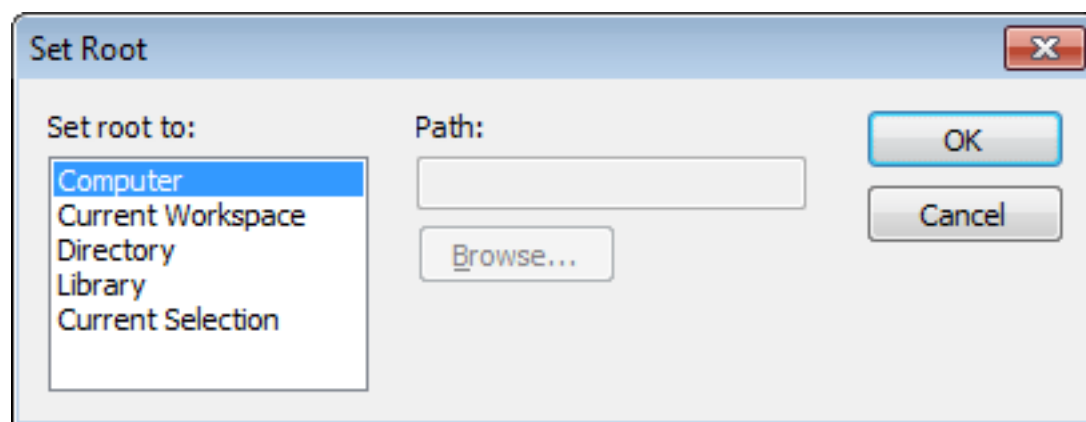 Set Root
Set root to:
Computer
Current Workspace
Directory
Library
Current Selection
Path:
Browse...
OK
Cancel